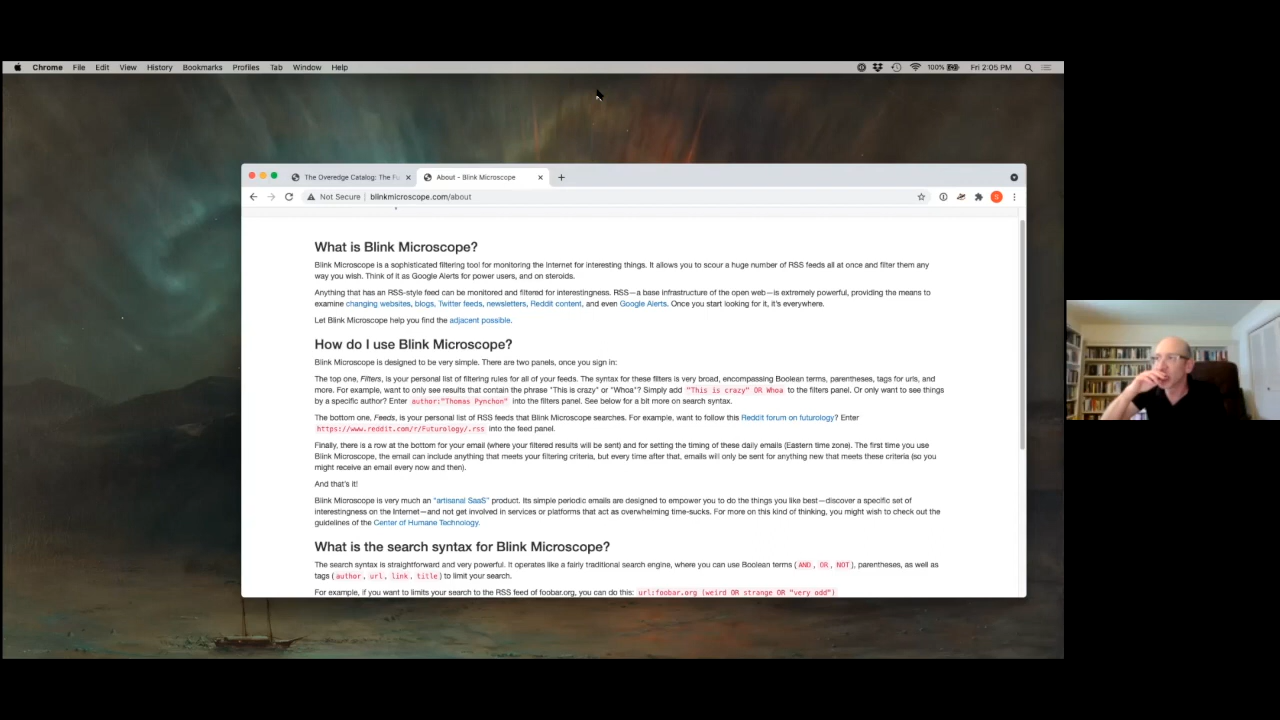 Chrome File Edit View History Bookmarks Profiles Tab Window Help 100% Fri 2:05 PM
The Overedge Catalog: The Fu About - Blink Microscope
Not Secure | blinkmicroscope.com/about S
What is Blink Microscope?
Blink Microscope is a sophisticated filtering tool for monitoring the Internet for interesting things. It allows you to scour a huge number of RSS feeds all at once and filter them any
way you wish. Think of it as Google Alerts for power users, and on steroids.
Anything that has an RSS-style feed can be monitored and filtered for interestingness. RSS—a base infrastructure of the open web—is extremely powerful, providing the means to
examine changing websites, blogs, Twitter feeds, newsletters, Reddit content, and even Google Alerts. Once you start looking for it, it's everywhere.
Let Blink Microscope help you find the adjacent possible.
How do I use Blink Microscope?
Blink Microscope is designed to be very simple. There are two panels, once you sign in:
The top one, Filters, is your personal list of filtering rules for all of your feeds. The syntax for these filters is very broad, encompassing Boolean terms, parentheses, tags for urls, and
more. For example, want to only see results that contain the phrase "This is crazy" or "Whoa"? Simply add "This is crazy" OR Whoa to the filters panel. Or only want to see things
by a specific author? Enter author:"Thomas Pynchon" into the filters panel. See below for a bit more on search syntax.
The bottom one, Feeds, is your personal list of RSS feeds that Blink Microscope searches. For example, want to follow this Reddit forum on futurology? Enter
https://www.reddit.com/r/Futurology/.rss into the feed panel.
Finally, there is a row at the bottom for your email (where your filtered results will be sent) and for setting the timing of these daily emails (Eastern time zone). The first time you use
Blink Microscope, the email can include anything that meets your filtering criteria, but every time after that, emails will only be sent for anything new that meets these criteria (so you
might receive an email every now and then).
And that's it!
Blink Microscope is very much an "artisanal SaaS" product. Its simple periodic emails are designed to empower you to do the things you like best—discover a specific set of
interestingness on the Internet—and not get involved in services or platforms that act as overwhelming time-sucks. For more on this kind of thinking, you might wish to check out the
guidelines of the Center of Humane Technology.
What is the search syntax for Blink Microscope?
The search syntax is straightforward and very powerful. It operates like a fairly traditional search engine, where you can use Boolean terms (AND, OR, NOT), parentheses, as well as
tags (author, url, link, title) to limit your search.
For example, if you want to limits your search to the RSS feed of foobar.org, you can do this: url:foobar.org (weird OR strange OR "very odd")